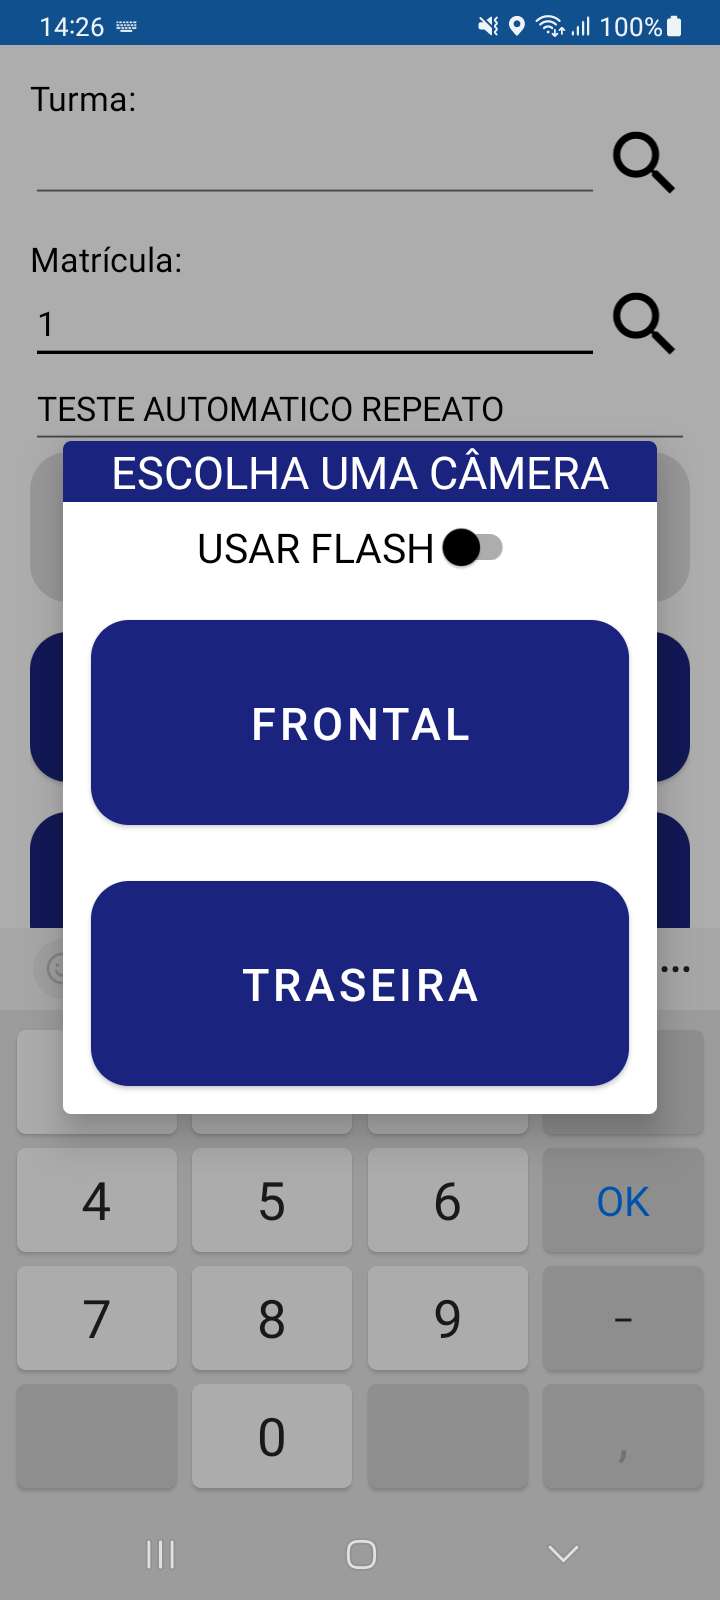 14:26
100%
Turma:
Matrícula:
1
TESTE AUTOMATICO REPEATO
ESCOLHA UMA CÂMERA
USAR FLASH
FRONTAL
TRASEIRA
4 5 6 OK
7 8 9 -
0 ,